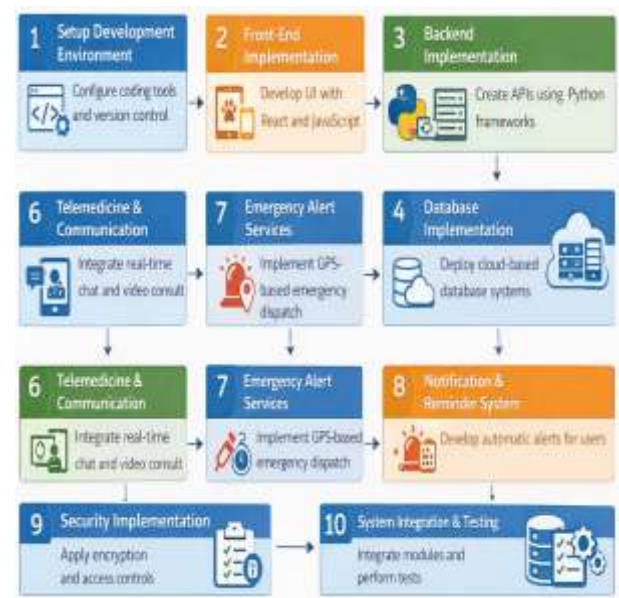 1 Setup Development
Environment
Configure coding tools
and version control
2 Front-End
Implementation
Develop UI with
React and JavaScript
3 Backend
Implementation
Create APIs using Python
frameworks
6 Telemedicine &
Communication
Integrate real-time
chat and video consult
7 Emergency Alert
Services
Implement GPS-
based emergency
dispatch
4 Database
Implementation
Deploy cloud-based
database systems
6 Telemedicine &
Communication
Integrate real-time
chat and video consult
7 Emergency Alert
Services
Implement GPS-based
emergency dispatch
8 Notification &
Reminder System
Develop automatic alerts for users
9 Security Implementation
Apply encryption
and access controls
10 System Integration & Testing
Integrate modules and
perform tests